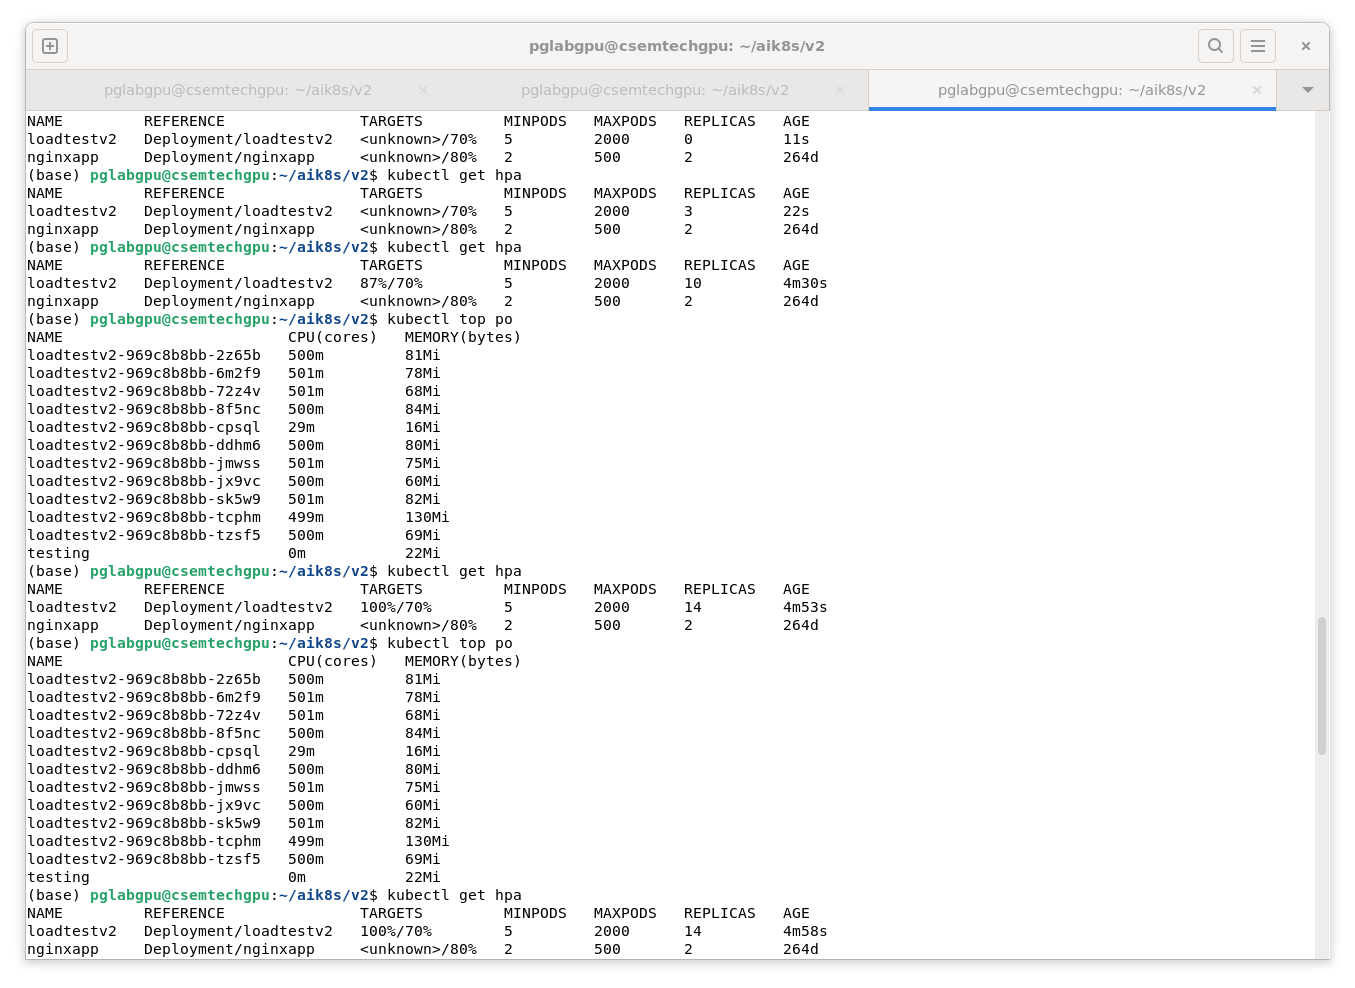 pglabgpu@csemtechgpu: ~/aik8s/v2
pglabgpu@csemtechgpu: ~/aik8s/v2 × pglabgpu@csemtechgpu: ~/aik8s/v2 × pglabgpu@csemtechgpu: ~/aik8s/v2 ×
NAME         REFERENCE               TARGETS         MINPODS   MAXPODS   REPLICAS   AGE
loadtestv2   Deployment/loadtestv2   <unknown>/70%   5         2000      0          11s
nginxapp     Deployment/nginxapp     <unknown>/80%   2         500       2          264d
(base) pglabgpu@csemtechgpu:~/aik8s/v2$ kubectl get hpa
NAME         REFERENCE               TARGETS         MINPODS   MAXPODS   REPLICAS   AGE
loadtestv2   Deployment/loadtestv2   <unknown>/70%   5         2000      3          22s
nginxapp     Deployment/nginxapp     <unknown>/80%   2         500       2          264d
(base) pglabgpu@csemtechgpu:~/aik8s/v2$ kubectl get hpa
NAME         REFERENCE               TARGETS         MINPODS   MAXPODS   REPLICAS   AGE
loadtestv2   Deployment/loadtestv2   87%/70%         5         2000      10         4m30s
nginxapp     Deployment/nginxapp     <unknown>/80%   2         500       2          264d
(base) pglabgpu@csemtechgpu:~/aik8s/v2$ kubectl top po
NAME                         CPU(cores)   MEMORY(bytes)
loadtestv2-969c8b8bb-2z65b   500m         81Mi
loadtestv2-969c8b8bb-6m2f9   501m         78Mi
loadtestv2-969c8b8bb-72z4v   501m         68Mi
loadtestv2-969c8b8bb-8f5nc   500m         84Mi
loadtestv2-969c8b8bb-cpsql   29m          16Mi
loadtestv2-969c8b8bb-ddhm6   500m         80Mi
loadtestv2-969c8b8bb-jmwss   501m         75Mi
loadtestv2-969c8b8bb-jx9vc   500m         60Mi
loadtestv2-969c8b8bb-sk5w9   501m         82Mi
loadtestv2-969c8b8bb-tcphm   499m         130Mi
loadtestv2-969c8b8bb-tzsf5   500m         69Mi
testing                      0m           22Mi
(base) pglabgpu@csemtechgpu:~/aik8s/v2$ kubectl get hpa
NAME         REFERENCE               TARGETS         MINPODS   MAXPODS   REPLICAS   AGE
loadtestv2   Deployment/loadtestv2   100%/70%        5         2000      14         4m53s
nginxapp     Deployment/nginxapp     <unknown>/80%   2         500       2          264d
(base) pglabgpu@csemtechgpu:~/aik8s/v2$ kubectl top po
NAME                         CPU(cores)   MEMORY(bytes)
loadtestv2-969c8b8bb-2z65b   500m         81Mi
loadtestv2-969c8b8bb-6m2f9   501m         78Mi
loadtestv2-969c8b8bb-72z4v   501m         68Mi
loadtestv2-969c8b8bb-8f5nc   500m         84Mi
loadtestv2-969c8b8bb-cpsql   29m          16Mi
loadtestv2-969c8b8bb-ddhm6   500m         80Mi
loadtestv2-969c8b8bb-jmwss   501m         75Mi
loadtestv2-969c8b8bb-jx9vc   500m         60Mi
loadtestv2-969c8b8bb-sk5w9   501m         82Mi
loadtestv2-969c8b8bb-tcphm   499m         130Mi
loadtestv2-969c8b8bb-tzsf5   500m         69Mi
testing                      0m           22Mi
(base) pglabgpu@csemtechgpu:~/aik8s/v2$ kubectl get hpa
NAME         REFERENCE               TARGETS         MINPODS   MAXPODS   REPLICAS   AGE
loadtestv2   Deployment/loadtestv2   100%/70%        5         2000      14         4m58s
nginxapp     Deployment/nginxapp     <unknown>/80%   2         500       2          264d